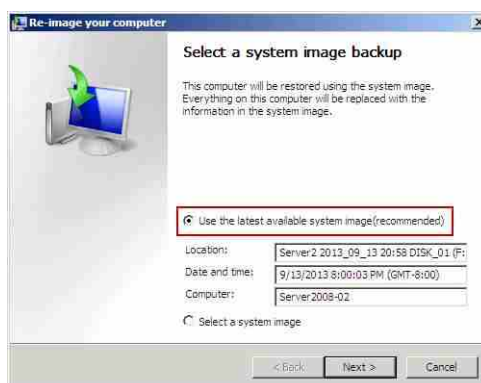 Re-image your computer
Select a system image backup
This computer will be restored using the system image.
Everything on this computer will be replaced with the
information in the system image.
Use the latest available system image(recommended)
Location: Server2 2013_09_13 20:58 DISK_01 (F:
Date and time: 9/13/2013 8:00:03 PM (GMT-8:00)
Computer: Server2008-02
Select a system image
< Back Next > Cancel